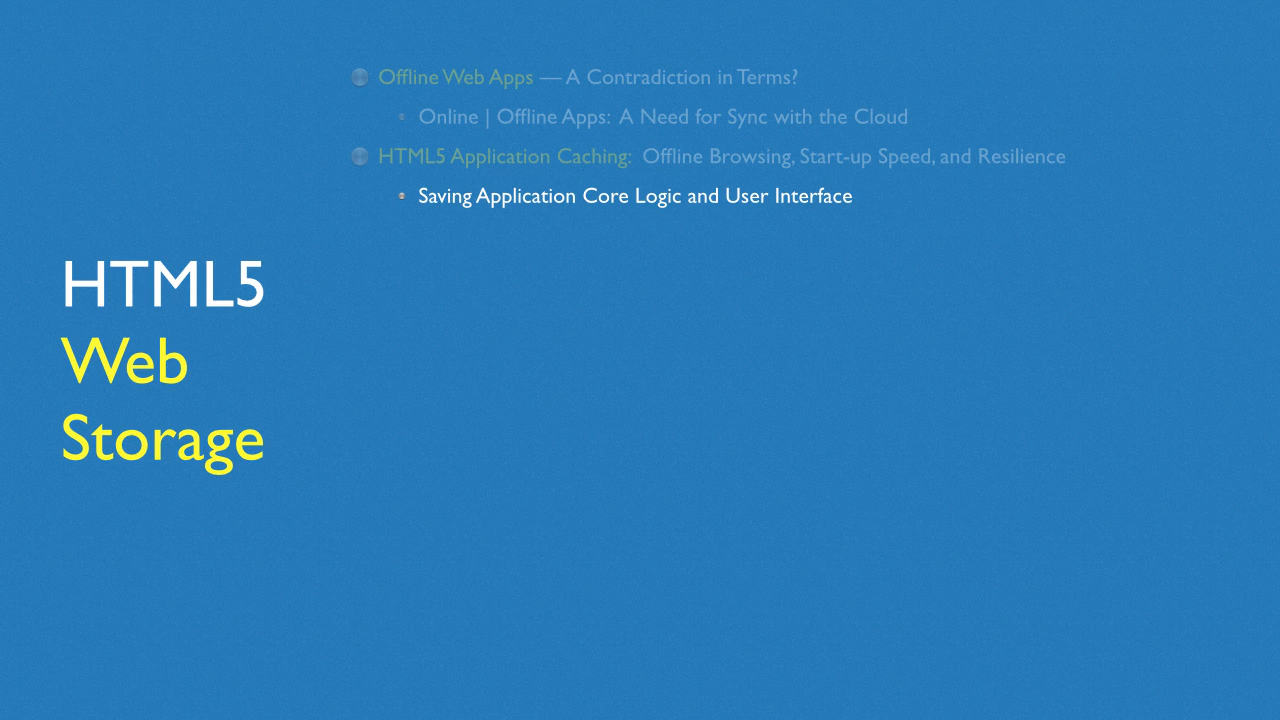 Offline Web Apps — A Contradiction in Terms?
Online | Offline Apps: A Need for Sync with the Cloud
HTML5 Application Caching: Offline Browsing, Start-up Speed, and Resilience
Saving Application Core Logic and User Interface
HTML5
Web
Storage